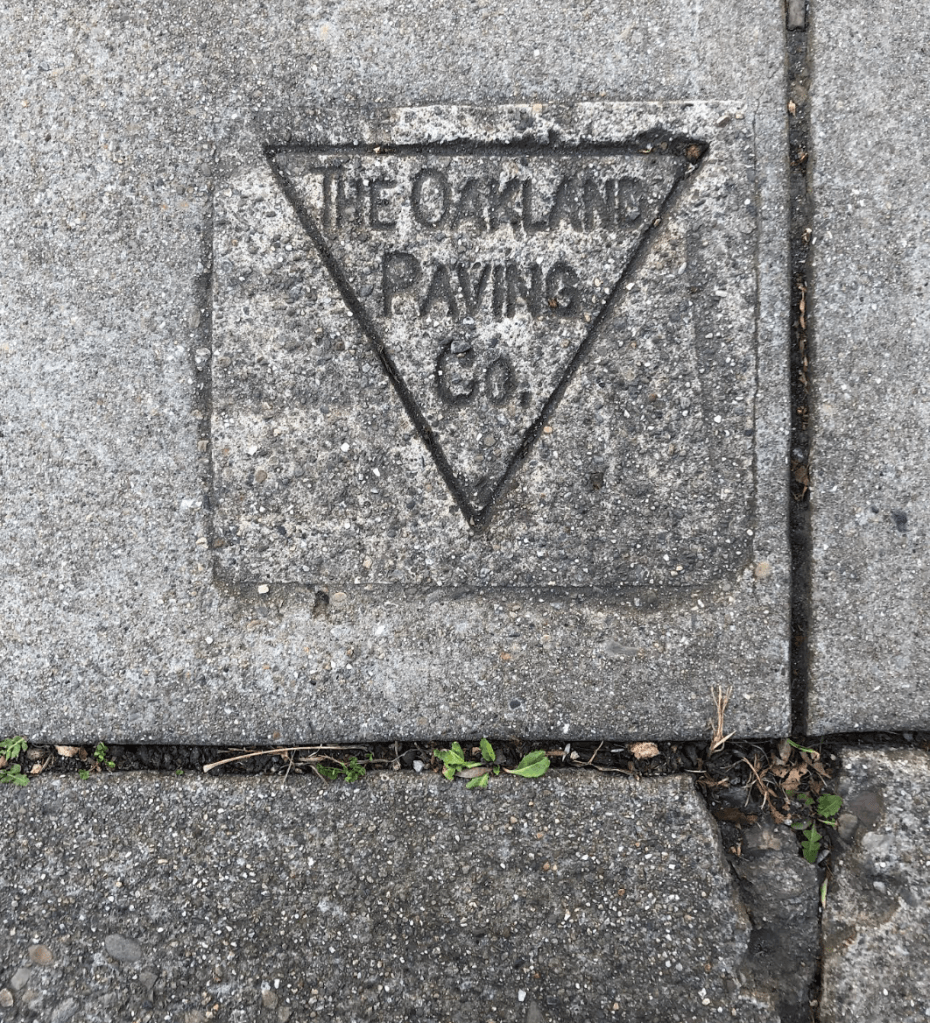 THE OAKLAND
PAVING
CO.